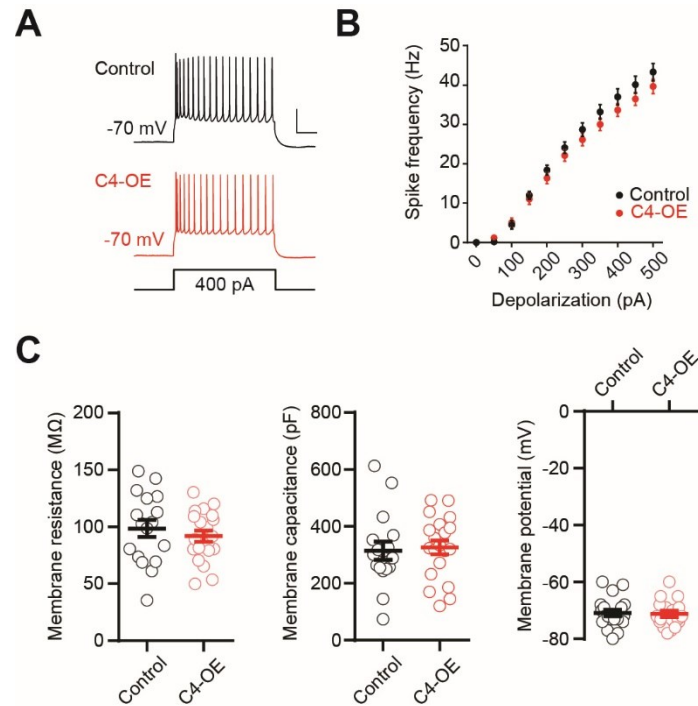 A
Control
-70 mV
C4-OE
-70 mV
400 pA
B
Spike frequency (Hz)
50
40
30
20
10
0
Control
C4-OE
0
100
200
300
400
500
Depolarization (pA)
C
Membrane resistance (MΩ)
200
150
100
50
0
Control
C4-OE
Membrane capacitance (pF)
800
600
400
200
0
Control
C4-OE
Control
C4-OE
Membrane potential (mV)
0
-20
-40
-60
-80